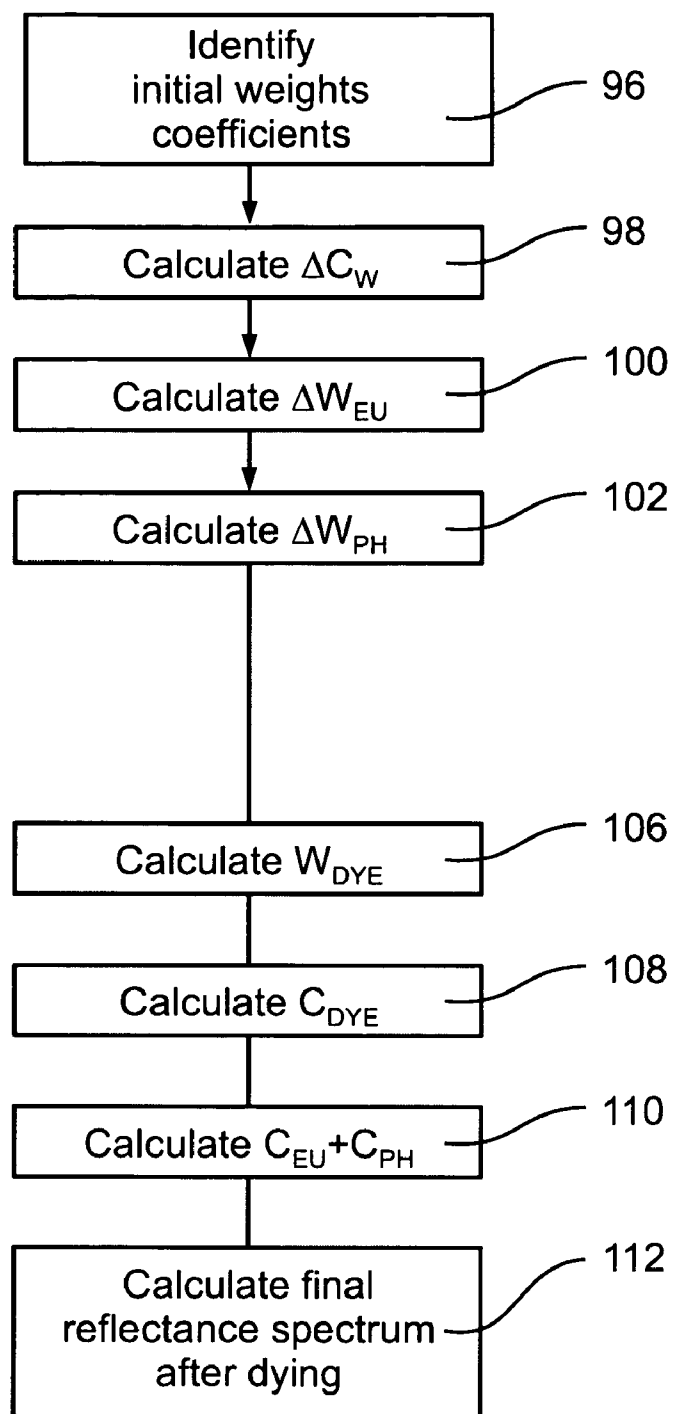 Identify
initial weights
coefficients
96
Calculate ΔC_W
98
Calculate ΔW_EU
100
Calculate ΔW_PH
102
Calculate W_DYE
106
Calculate C_DYE
108
Calculate C_EU+C_PH
110
Calculate final
reflectance spectrum
after dying
112